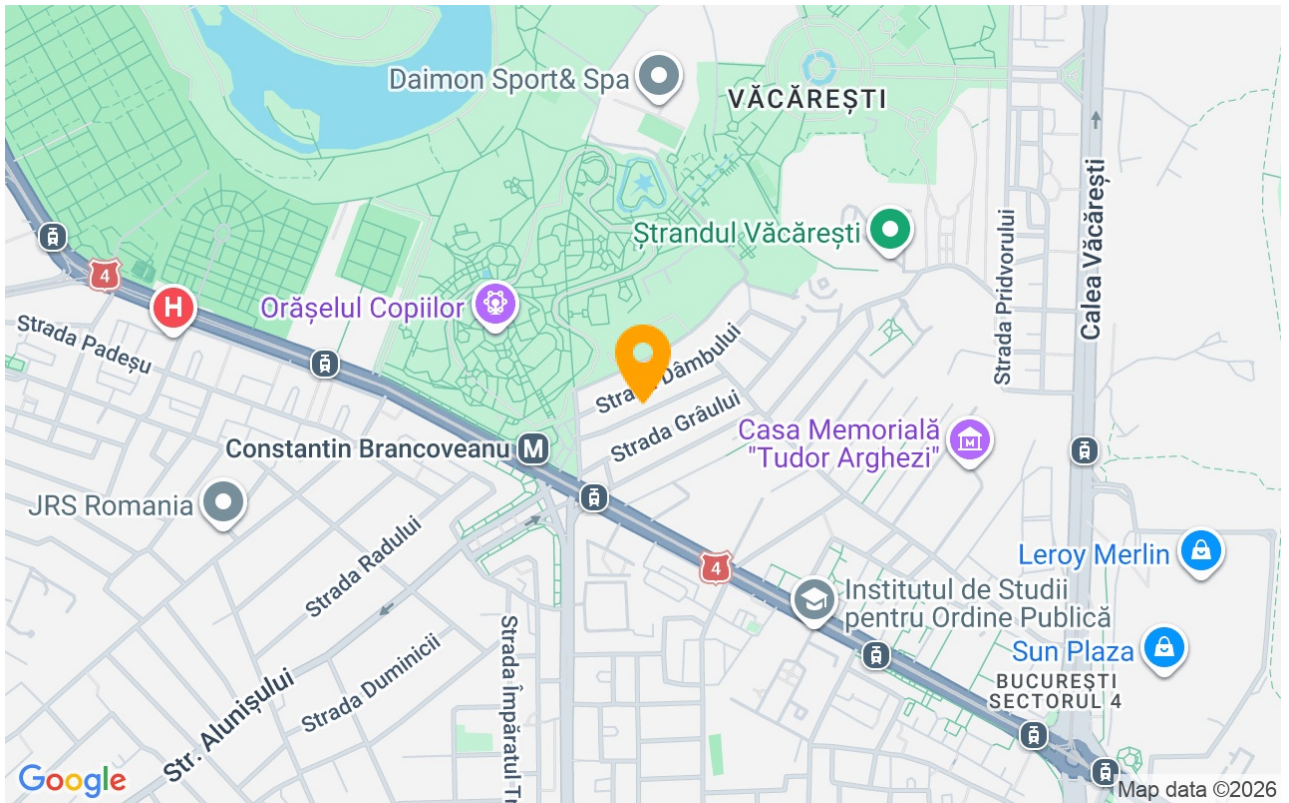 Daimon Sport& Spa
VĂCĂREȘTI
Ștrandul Văcărești
Calea Văcărești
Strada Pridvorului
4
H
Orășelul Copiilor
Strada Padeșu
Strada Dâmbului
Strada Grâului
Casa Memorială
"Tudor Arghezi"
Constantin Brancoveanu
M
JRS Romania
Strada Radului
4
Leroy Merlin
Institutul de Studii
pentru Ordine Publică
Sun Plaza
BUCUREȘTI
SECTORUL 4
Strada Duminicii
Strada Împăratul Tr
Str. Alunișului
Google
Map data ©2026